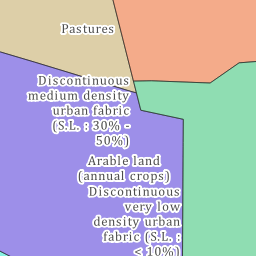 Pastures
Discontinuous
medium density
urban fabric
(S.L. : 30% -
50%)
Arable land
(annual crops)
Discontinuous
very low
density urban
fabric (S.L. :
< 10%)